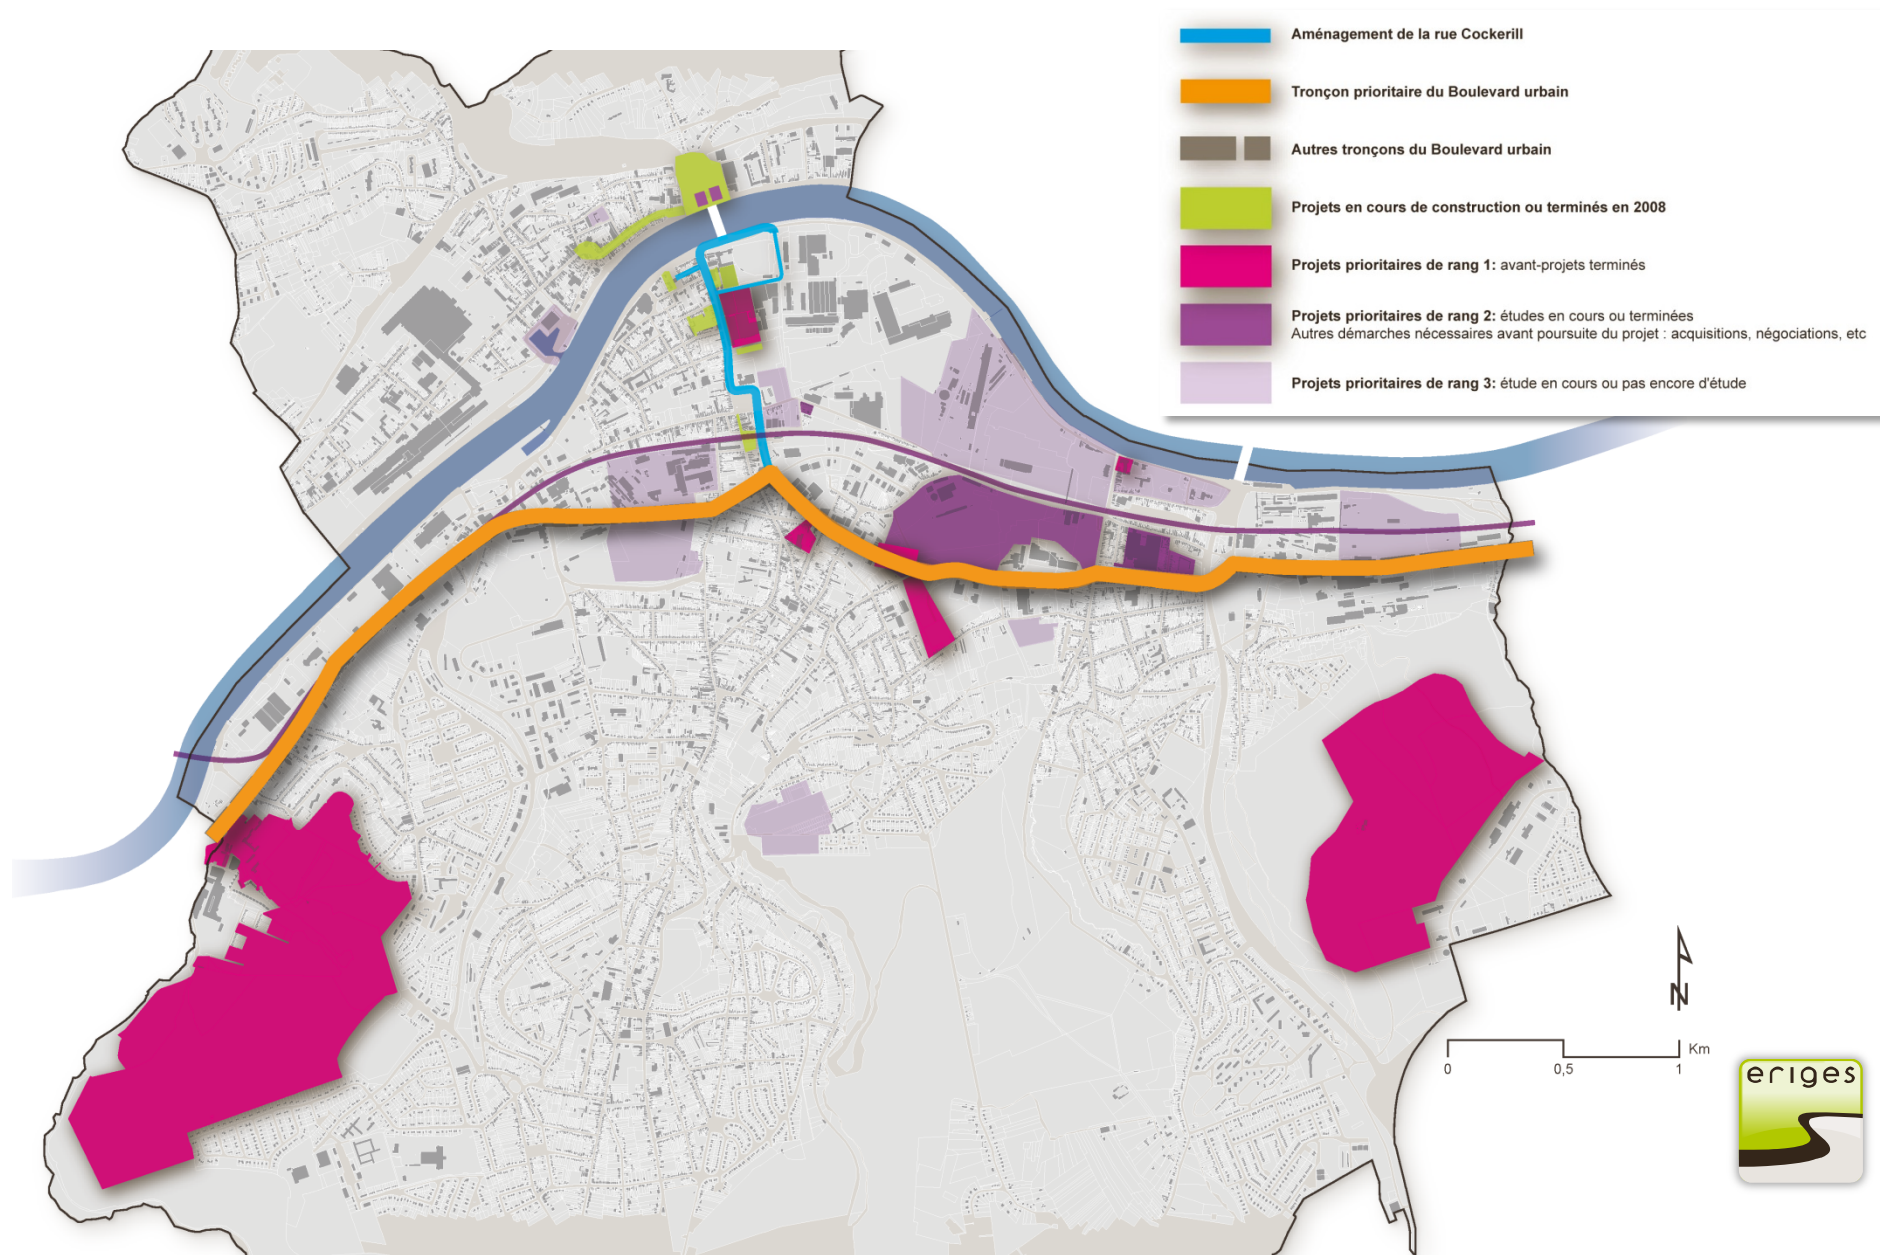 Aménagement de la rue Cockerill
Tronçon prioritaire du Boulevard urbain
Autres tronçons du Boulevard urbain
Projets en cours de construction ou terminés en 2008
Projets prioritaires de rang 1: avant-projets terminés
Projets prioritaires de rang 2: études en cours ou terminées
Autres démarches nécessaires avant poursuite du projet : acquisitions, négociations, etc
Projets prioritaires de rang 3: étude en cours ou pas encore d'étude
N
Km
0 0,5 1
eriges